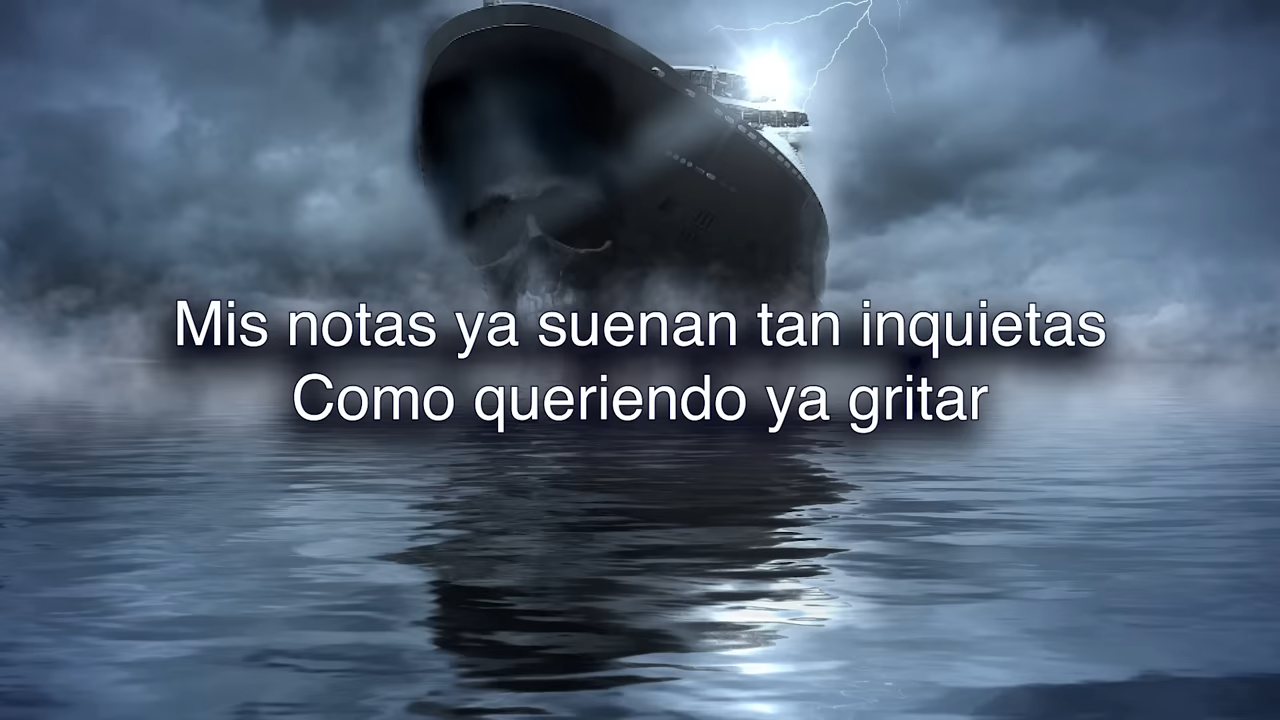 Mis notas ya suenan tan inquietas
Como queriendo ya gritar